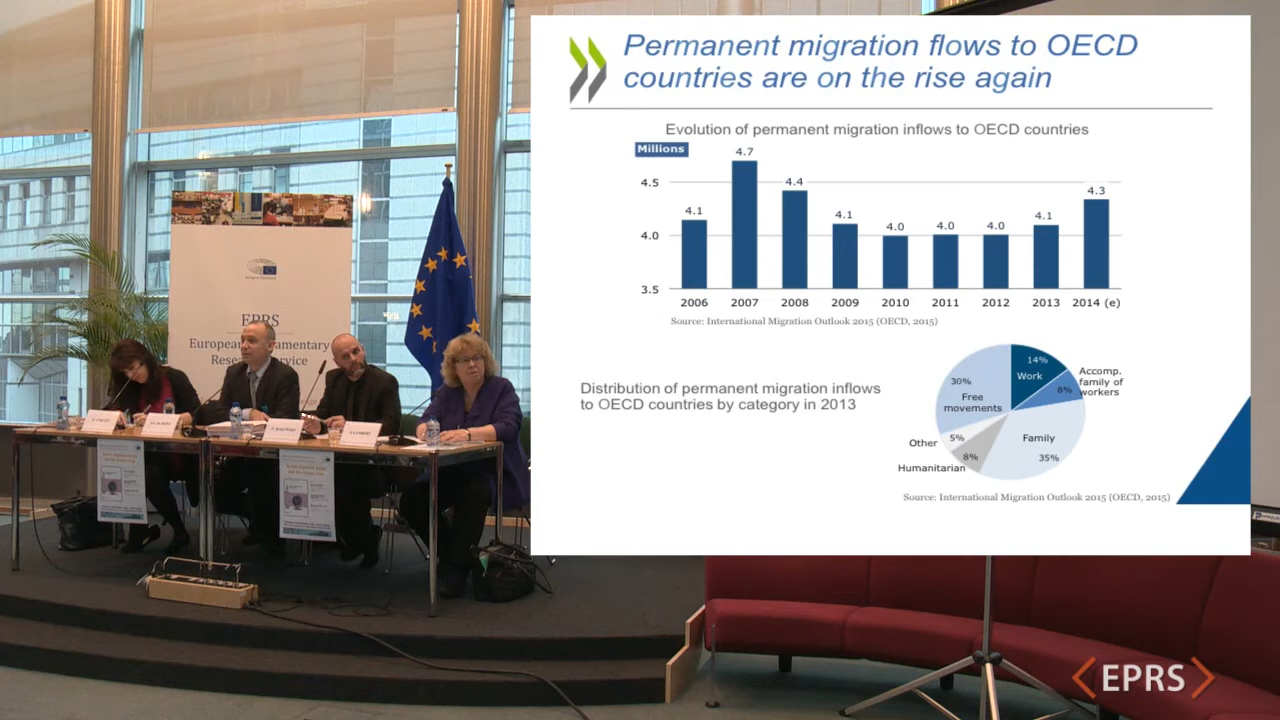 Permanent migration flows to OECD
countries are on the rise again
Evolution of permanent migration inflows to OECD countries
Millions
4.5
4.0
3.5
4.1
4.7
4.4
4.1
4.0
4.0
4.0
4.1
4.3
2006 2007 2008 2009 2010 2011 2012 2013 2014 (e)
Source: International Migration Outlook 2015 (OECD, 2015)
Distribution of permanent migration inflows
to OECD countries by category in 2013
14%
Work
8%
Accomp.
family of
workers
Family
35%
8%
Humanitarian
5%
Other
30%
Free
movements
Source: International Migration Outlook 2015 (OECD, 2015)
EPRS
European
Service
EPRS